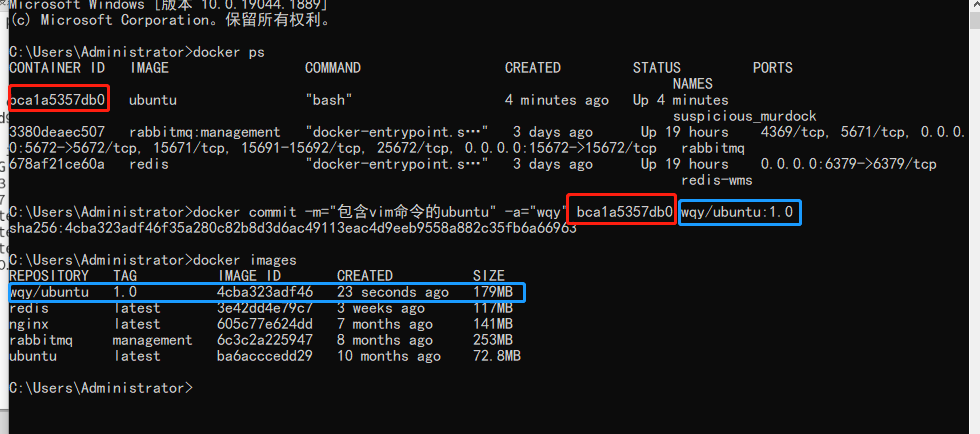 Microsoft Windows [版本 10.0.19044.1889]
(c) Microsoft Corporation。保留所有权利。
C:\Users\Administrator>docker ps
CONTAINER ID   IMAGE                 COMMAND                  CREATED         STATUS         PORTS
NAMES
bca1a5357db0   ubuntu                "bash"                   4 minutes ago   Up 4 minutes
suspicious_murdock
3380deaec507   rabbitmq:management   "docker-entrypoint.s…"   3 days ago      Up 19 hours    4369/tcp, 5671/tcp, 0.0.0.
0:5672->5672/tcp, 15671/tcp, 15691-15692/tcp, 25672/tcp, 0.0.0.0:15672->15672/tcp   rabbitmq
678af21ce60a   redis                 "docker-entrypoint.s…"   3 days ago      Up 19 hours    0.0.0.0:6379->6379/tcp
redis-wms
C:\Users\Administrator>docker commit -m="包含vim命令的ubuntu" -a="wqy" bca1a5357db0 wqy/ubuntu:1.0
sha256:4cba323adf46f35a280c82b8d3d6ac49113eac4d9eeb9558a882c35fb6a66963
C:\Users\Administrator>docker images
REPOSITORY   TAG          IMAGE ID       CREATED          SIZE
wqy/ubuntu   1.0          4cba323adf46   23 seconds ago   179MB
redis        latest       3e42dd4e79c7   3 weeks ago      117MB
nginx        latest       605c77e624dd   7 months ago     141MB
rabbitmq     management   6c3c2a225947   8 months ago     253MB
ubuntu       latest       ba6acccedd29   10 months ago    72.8MB
C:\Users\Administrator>